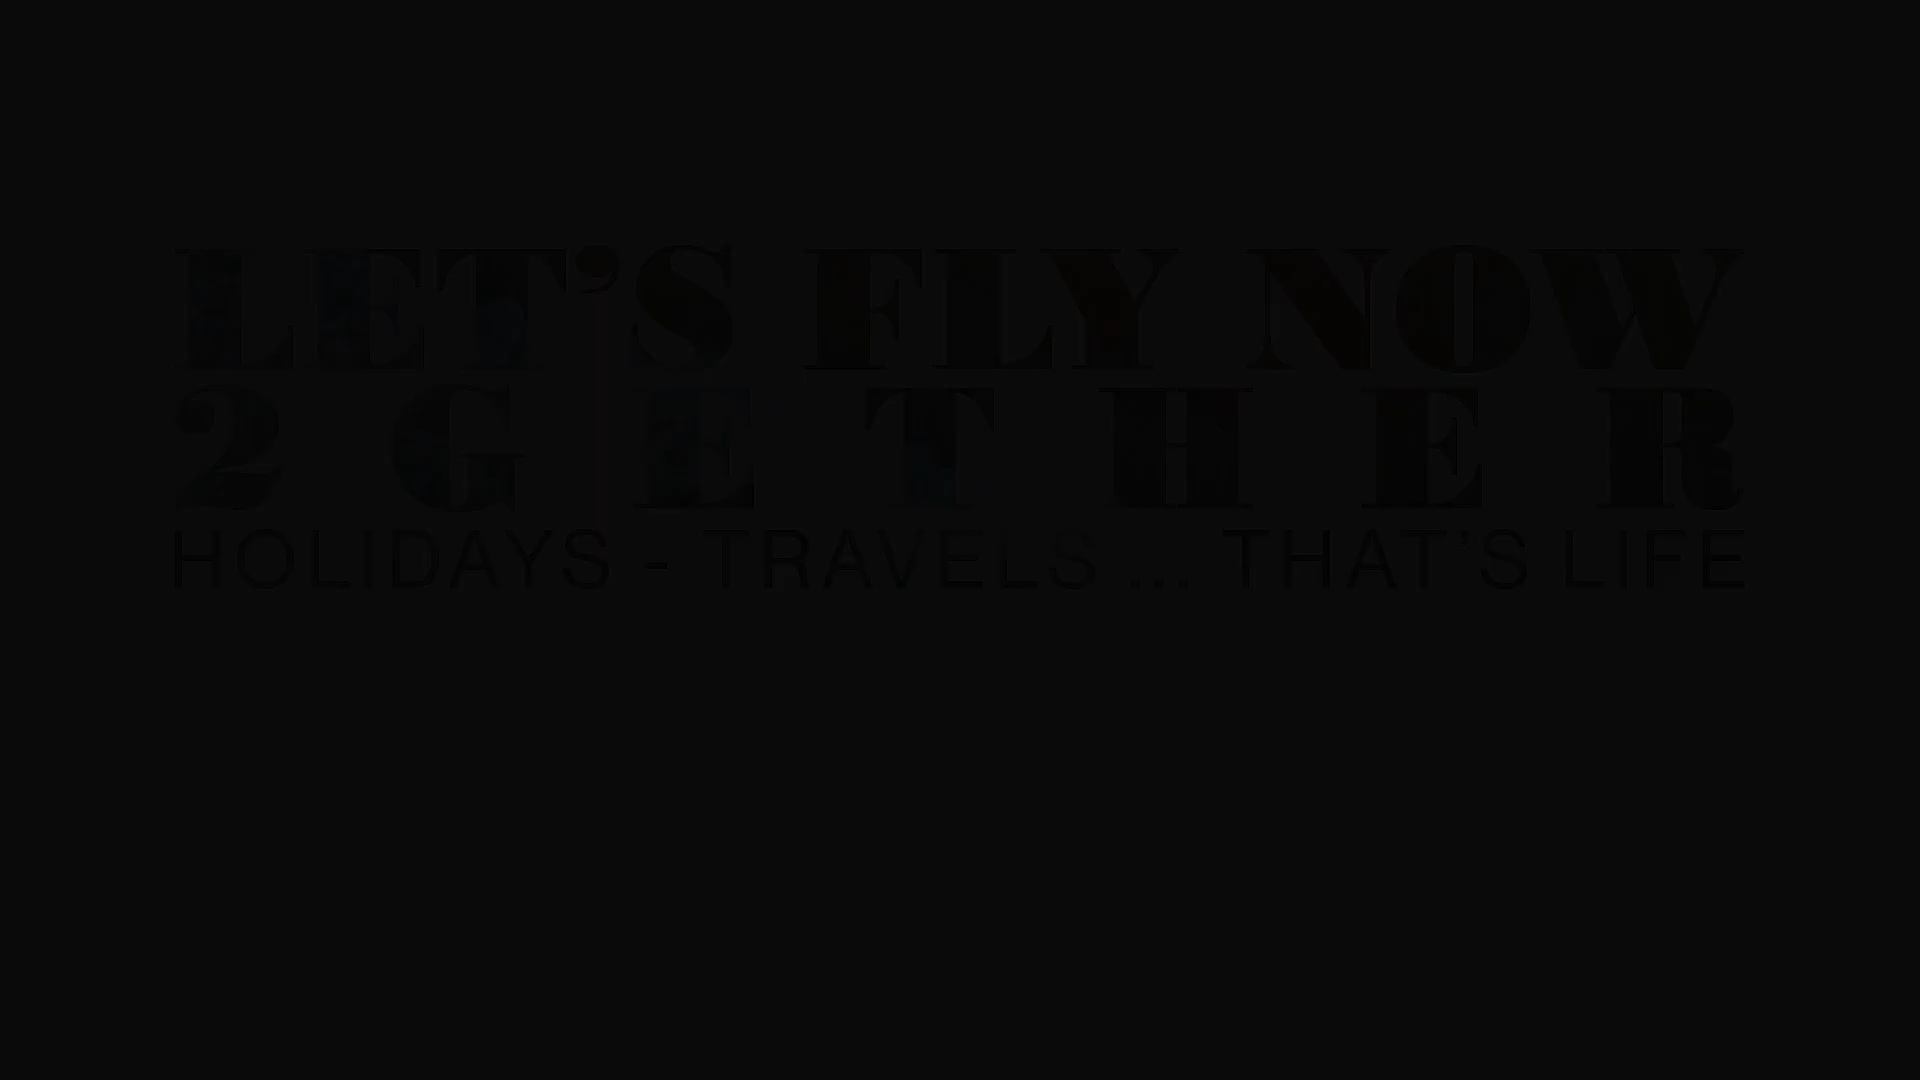 LET’S FLY NOW
2 G E T H E R
HOLIDAYS - TRAVELS ... THAT'S LIFE